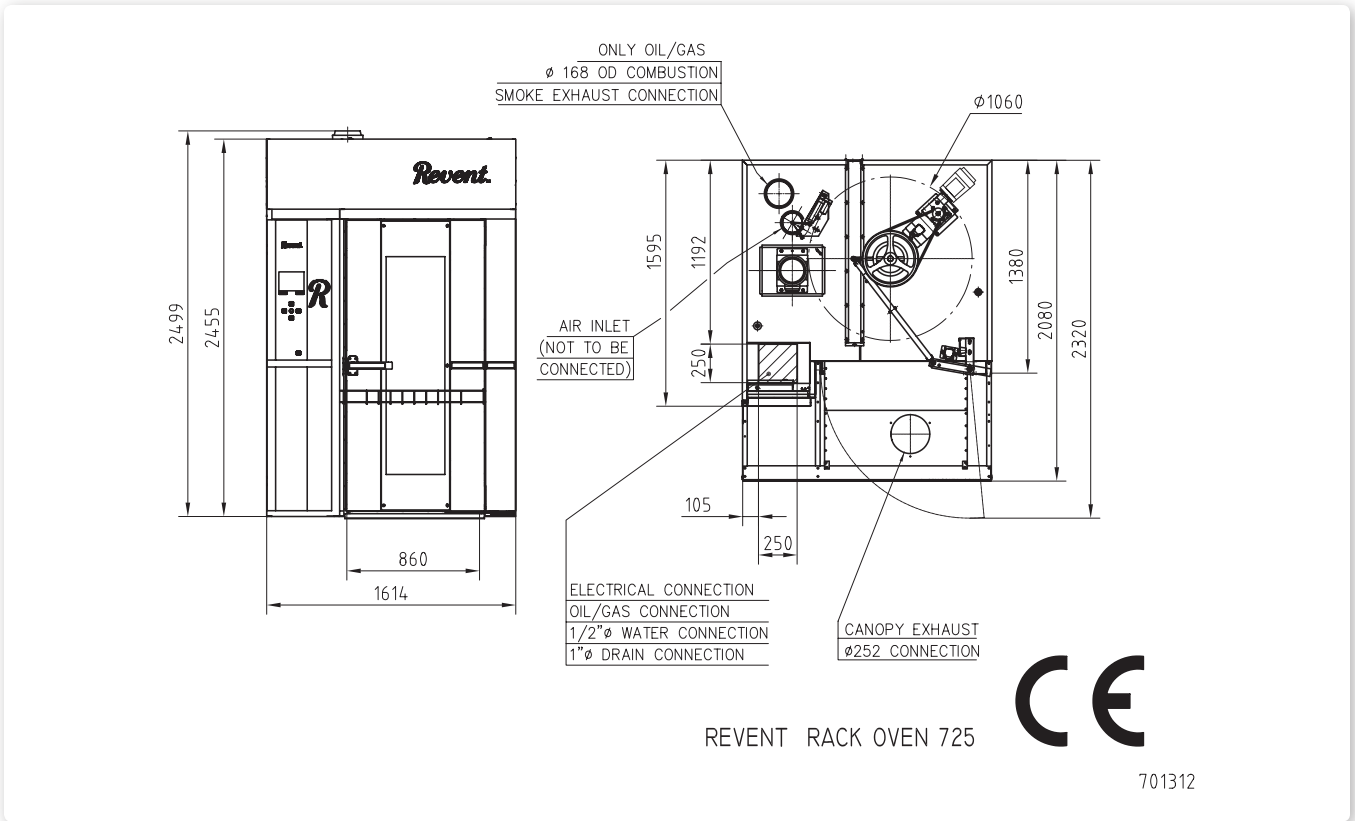 ONLY OIL/GAS
ø 168 OD COMBUSTION
SMOKE EXHAUST CONNECTION
ø1060
Revent.
Revent
R
2499
2455
860
1614
1595
1192
250
1380
2080
2320
AIR INLET
(NOT TO BE
CONNECTED)
105
250
ELECTRICAL CONNECTION
OIL/GAS CONNECTION
1/2"ø WATER CONNECTION
1"ø DRAIN CONNECTION
CANOPY EXHAUST
ø252 CONNECTION
CE
REVENT RACK OVEN 725
701312